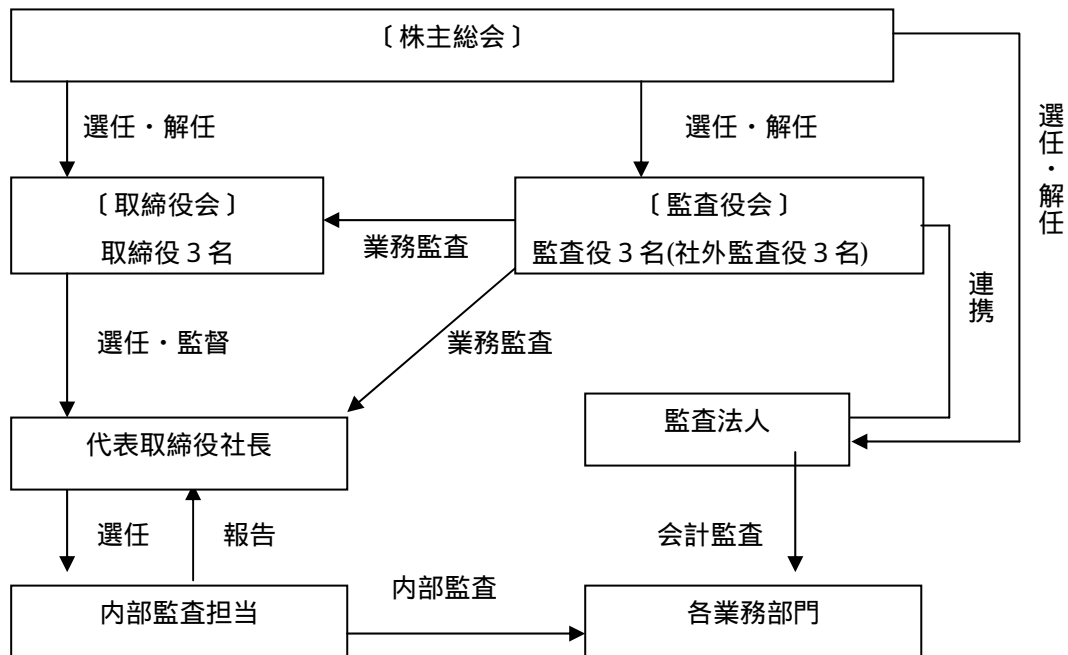 〔株主総会〕
選任・解任
選任・解任
選任・解任
〔取締役会〕
取締役3名
業務監査
〔監査役会〕
監査役3名(社外監査役3名)
連携
選任・監督
業務監査
監査法人
代表取締役社長
選任
報告
会計監査
内部監査担当
内部監査
各業務部門